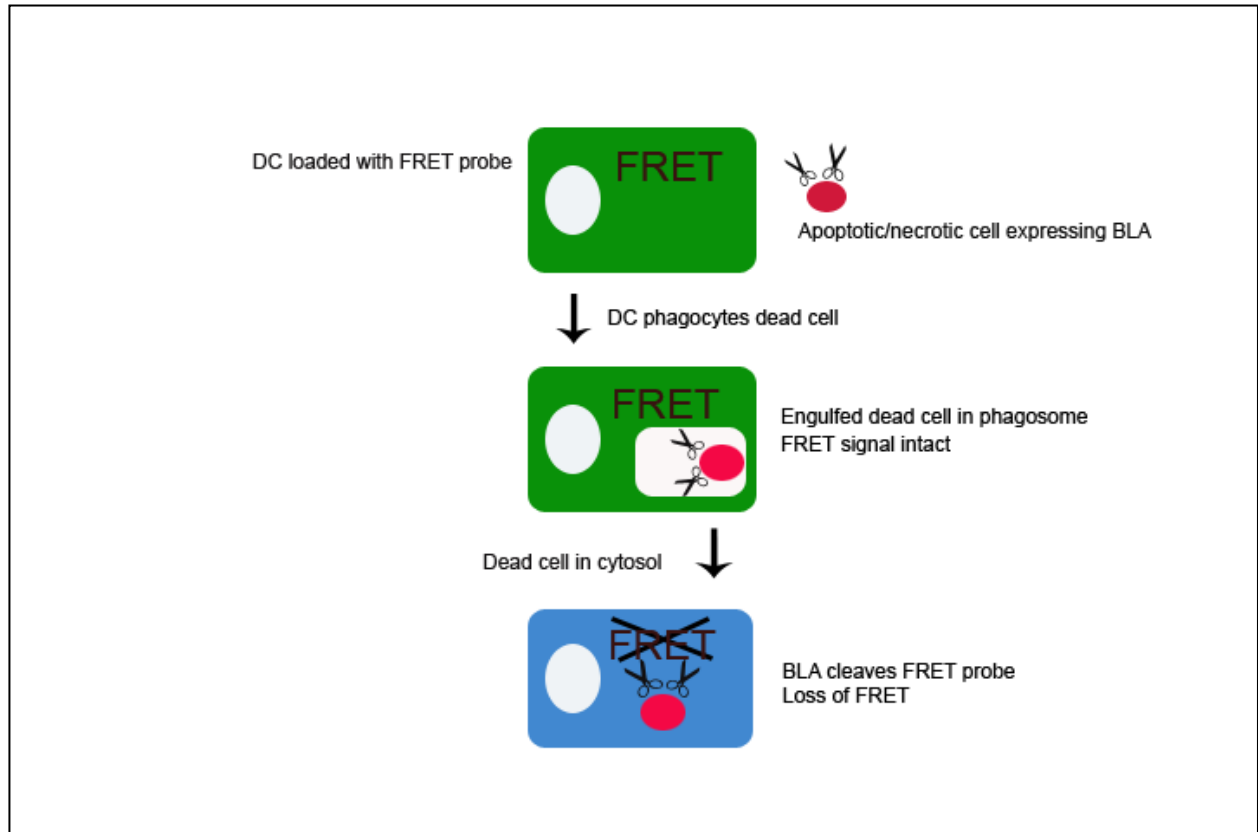 DC loaded with FRET probe
FRET
Apoptotic/necrotic cell expressing BLA
DC phagocytes dead cell
FRET
Engulfed dead cell in phagosome
FRET signal intact
Dead cell in cytosol
FRET
BLA cleaves FRET probe
Loss of FRET